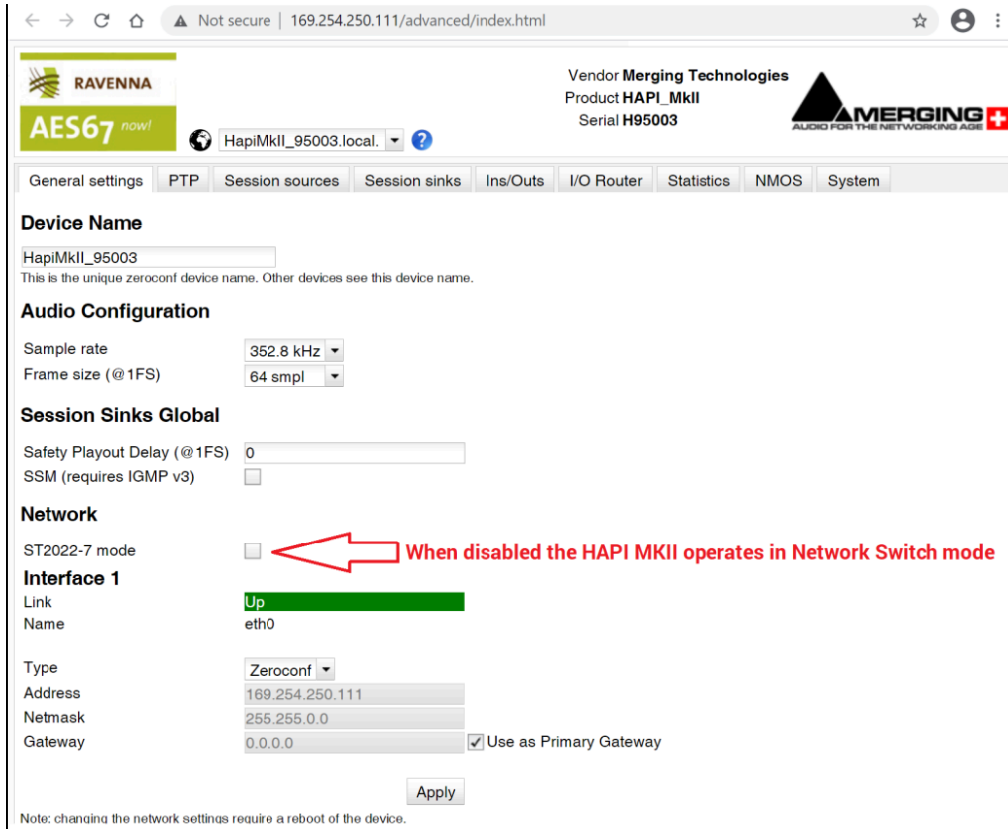 Not secure | 169.254.250.111/advanced/index.html
RAVENNA
AES67 now!
Vendor Merging Technologies
Product HAPI_MkII
Serial H95003
MERGING
AUDIO FOR THE NETWORKING AGE
HapiMkII_95003.local. ?
General settings PTP Session sources Session sinks Ins/Outs I/O Router Statistics NMOS System
Device Name
HapiMkII_95003
This is the unique zeroconf device name. Other devices see this device name.
Audio Configuration
Sample rate 352.8 kHz
Frame size (@1FS) 64 smpl
Session Sinks Global
Safety Playout Delay (@1FS) 0
SSM (requires IGMP v3)
Network
ST2022-7 mode When disabled the HAPI MKII operates in Network Switch mode
Interface 1
Link Up
Name eth0
Type Zeroconf
Address 169.254.250.111
Netmask 255.255.0.0
Gateway 0.0.0.0 Use as Primary Gateway
Apply
Note: changing the network settings require a reboot of the device.